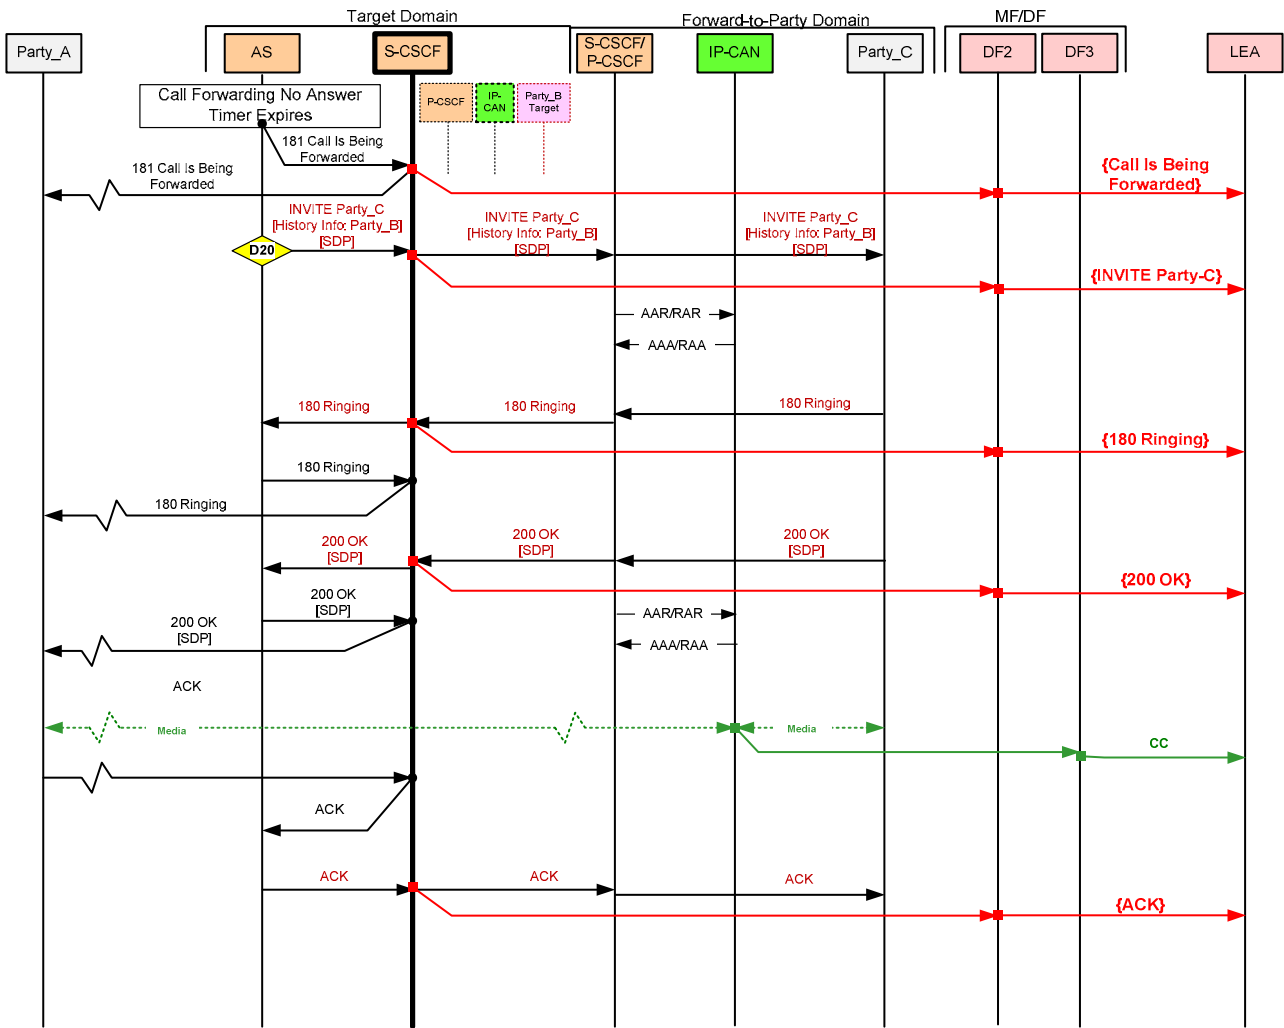 Target Domain
Forward-to-Party Domain
MF/DF
Party_A
AS
S-CSCF
S-CSCF/
P-CSCF
IP-CAN
Party_C
DF2
DF3
LEA
Call Forwarding No Answer
Timer Expires
P-CSCF
IP-
CAN
Party_B
Target
181 Call Is Being
Forwarded
181 Call Is Being
Forwarded
{Call Is Being
Forwarded}
INVITE Party_C
[History Info: Party_B]
[SDP]
INVITE Party_C
[History Info: Party_B]
[SDP]
INVITE Party_C
[History Info: Party_B]
[SDP]
D20
{INVITE Party-C}
AAR/RAR
AAA/RAA
180 Ringing
180 Ringing
180 Ringing
{180 Ringing}
180 Ringing
180 Ringing
200 OK
[SDP]
200 OK
[SDP]
200 OK
[SDP]
{200 OK}
200 OK
[SDP]
AAR/RAR
200 OK
[SDP]
AAA/RAA
ACK
Media
Media
CC
ACK
ACK
ACK
ACK
{ACK}